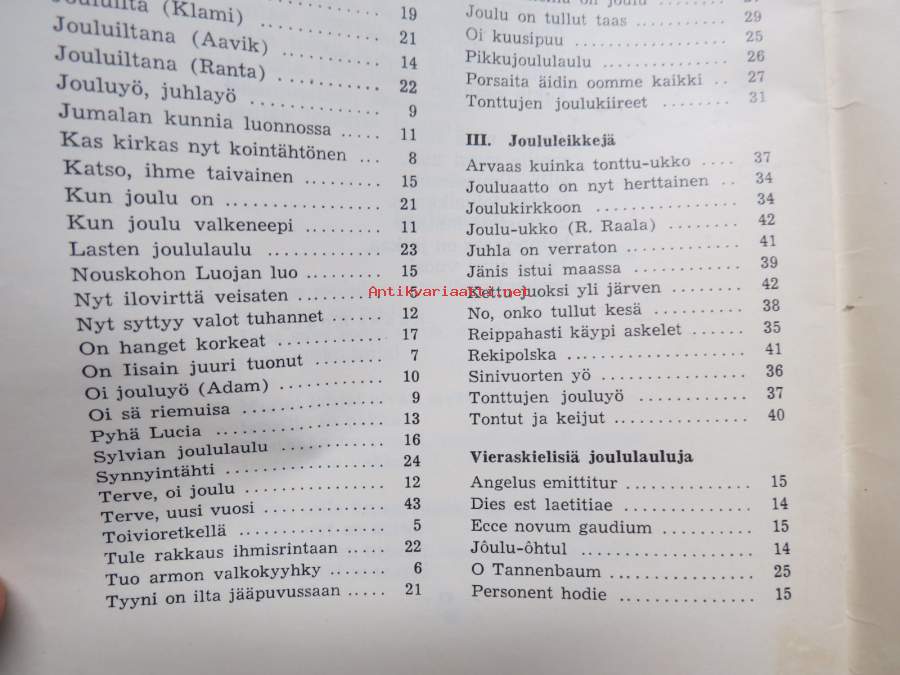 (Klami) ..... 19
Jouluiltana (Aavik) ..... 21
Jouluiltana (Ranta) ..... 14
Jouluyö, juhlayö ..... 22
Jumalan kunnia luonnossa ..... 9
Kas kirkas nyt kointähtönen ... 11
Katso, ihme taivainen ..... 8
Kun joulu on ..... 15
Kun joulu valkeneepi ..... 21
Lasten joululaulu ..... 11
Nouskohon Luojan luo ..... 23
Nyt ilovirttä veisaten ..... 15
Nyt syttyy valot tuhannet ..... 5
On hanget korkeat ..... 12
On Iisain juuri tuonut ..... 17
Oi jouluyö (Adam) ..... 7
Oi sä riemuisa ..... 10
Pyhä Lucia ..... 9
Sylvian joululaulu ..... 13
Synnyintähti ..... 16
Terve, oi joulu ..... 24
Terve, uusi vuosi ..... 12
Toivioretkellä ..... 43
Tule rakkaus ihmisrintaan ..... 5
Tuo armon valkokyyhky ..... 22
Tyyni on ilta jääpuvussaan ..... 6
21
Joulu on tullut taas ..... 29
Oi kuusipuu ..... 25
Pikkujoululaulu ..... 26
Porsaita äidin oomme kaikki .. 27
Tonttujen joulukiireet ..... 31
III. Joululeikkejä
Arvaas kuinka tonttu-ukko .... 37
Jouluaatto on nyt herttainen .. 34
Joulukirkkoon ..... 34
Joulu-ukko (R. Raala) ..... 42
Juhla on verraton ..... 41
Jänis istui maassa ..... 39
Kettu juoksi yli järven ..... 42
No, onko tullut kesä ..... 38
Reippahasti käypi askelet ..... 35
Rekipolska ..... 41
Sinivuorten yö ..... 36
Tonttujen jouluyö ..... 37
Tontut ja keijut ..... 40
Vieraskielisiä joululauluja
Angelus emittitur ..... 15
Dies est laetitiae ..... 14
Ecce novum gaudium ..... 15
Jôulu-ôhtul ..... 14
O Tannenbaum ..... 25
Personent hodie ..... 15
Antikvariaatti.net